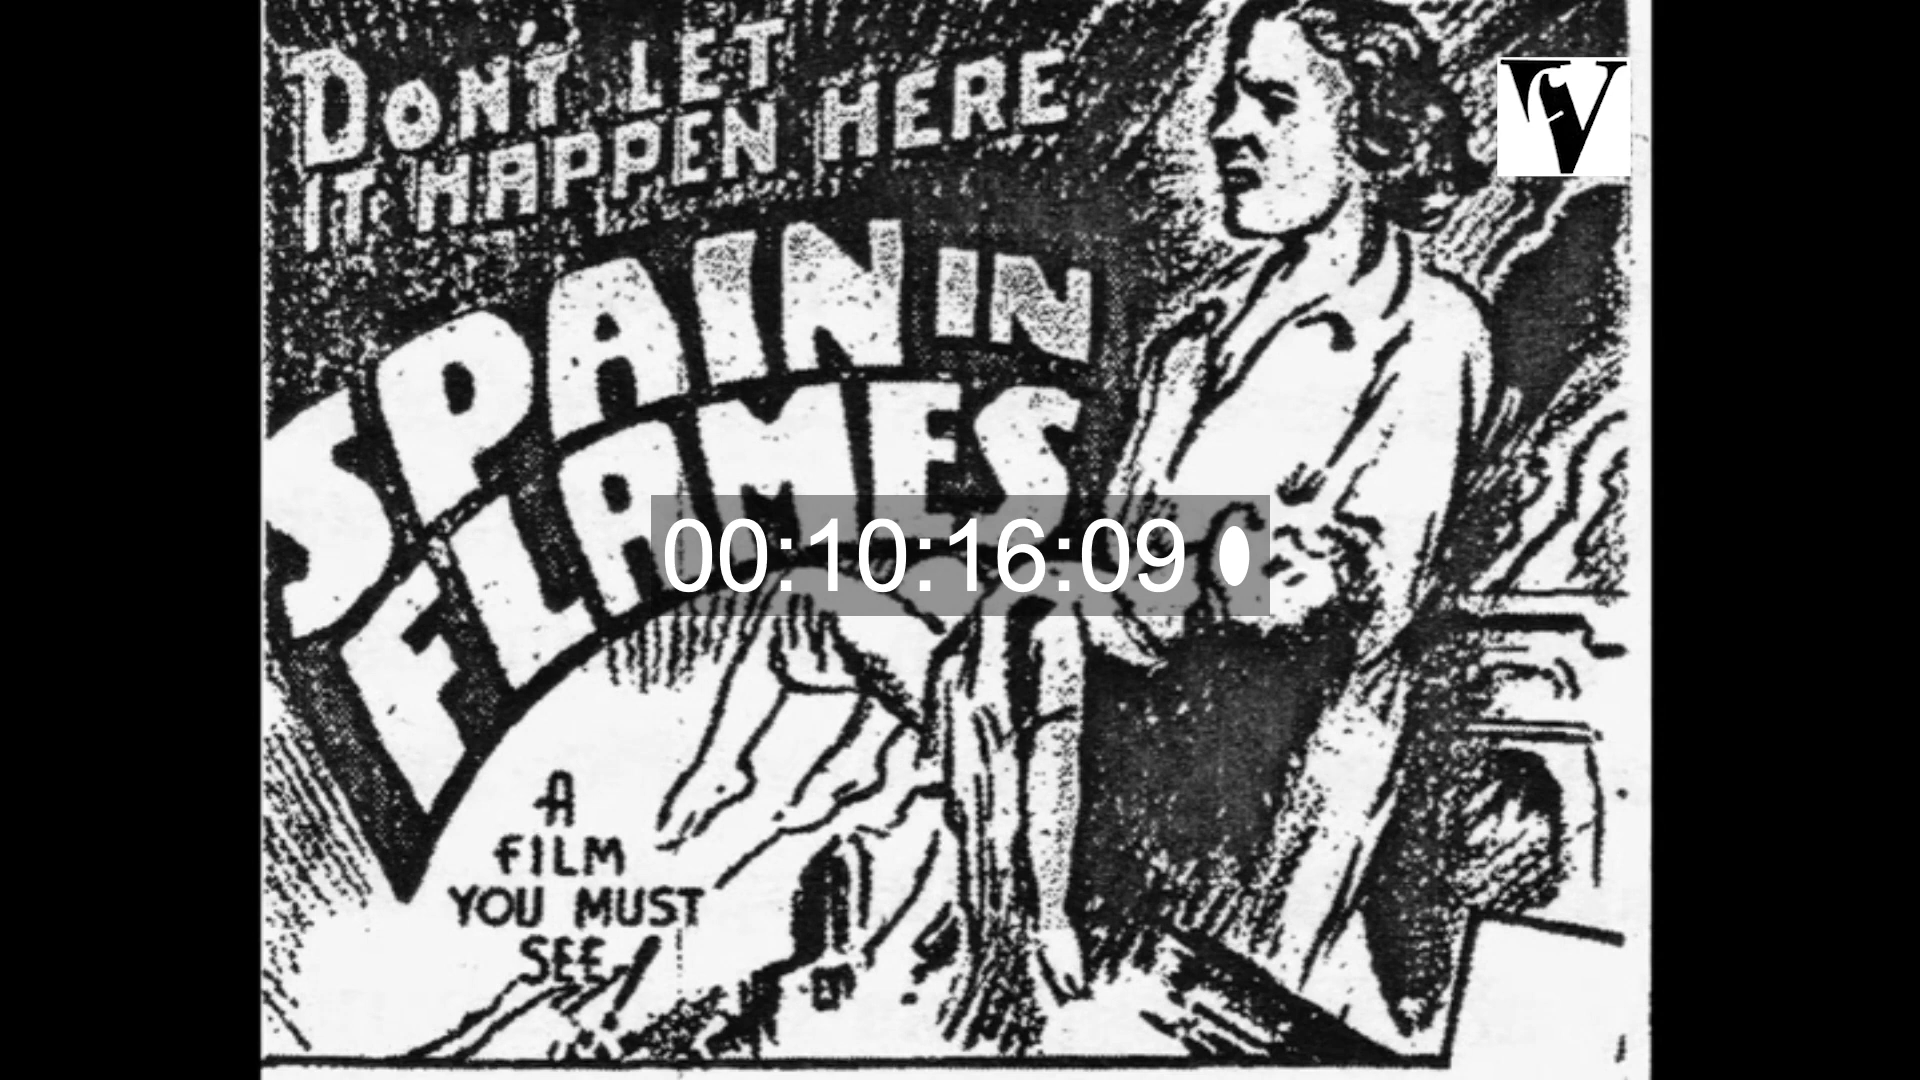 DON'T LET
IT HAPPEN HERE
SPAIN IN
FLAMES
00:10:16:09
A
FILM
YOU MUST
SEE!